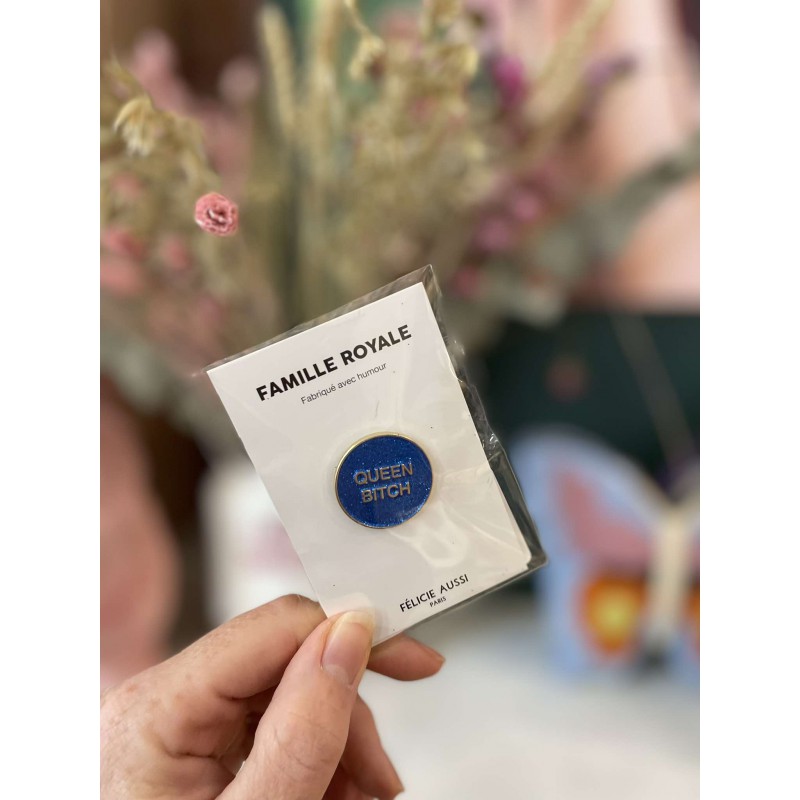 FAMILLE ROYALE
Fabriqué avec humour
QUEEN
BITCH
FÉLICIE AUSSI
PARIS